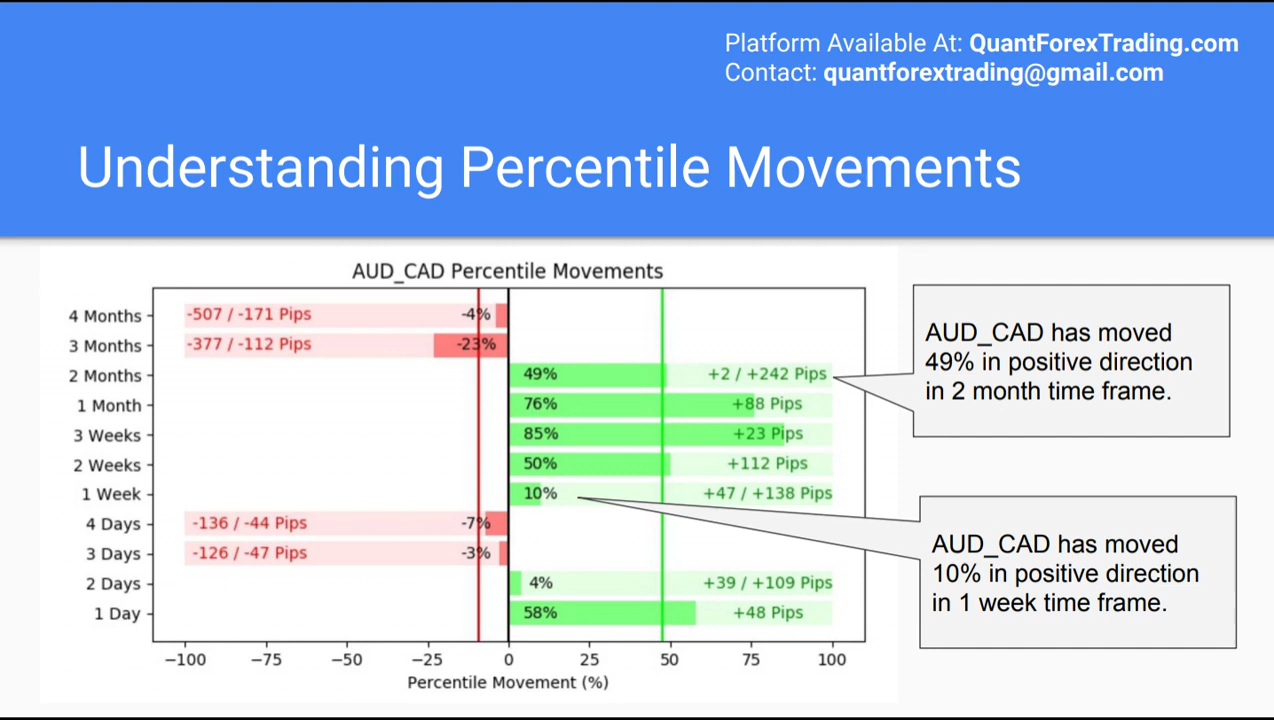 Platform Available At: QuantForexTrading.com
Contact: quantforextrading@gmail.com
Understanding Percentile Movements
AUD_CAD Percentile Movements
4 Months -507 / -171 Pips -4%
3 Months -377 / -112 Pips -23%
2 Months 49% +2 / +242 Pips
1 Month 76% +88 Pips
3 Weeks 85% +23 Pips
2 Weeks 50% +112 Pips
1 Week 10% +47 / +138 Pips
4 Days -136 / -44 Pips -7%
3 Days -126 / -47 Pips -3%
2 Days 4% +39 / +109 Pips
1 Day 58% +48 Pips
−100 −75 −50 −25 0 25 50 75 100
Percentile Movement (%)
AUD_CAD has moved
49% in positive direction
in 2 month time frame.
AUD_CAD has moved
10% in positive direction
in 1 week time frame.